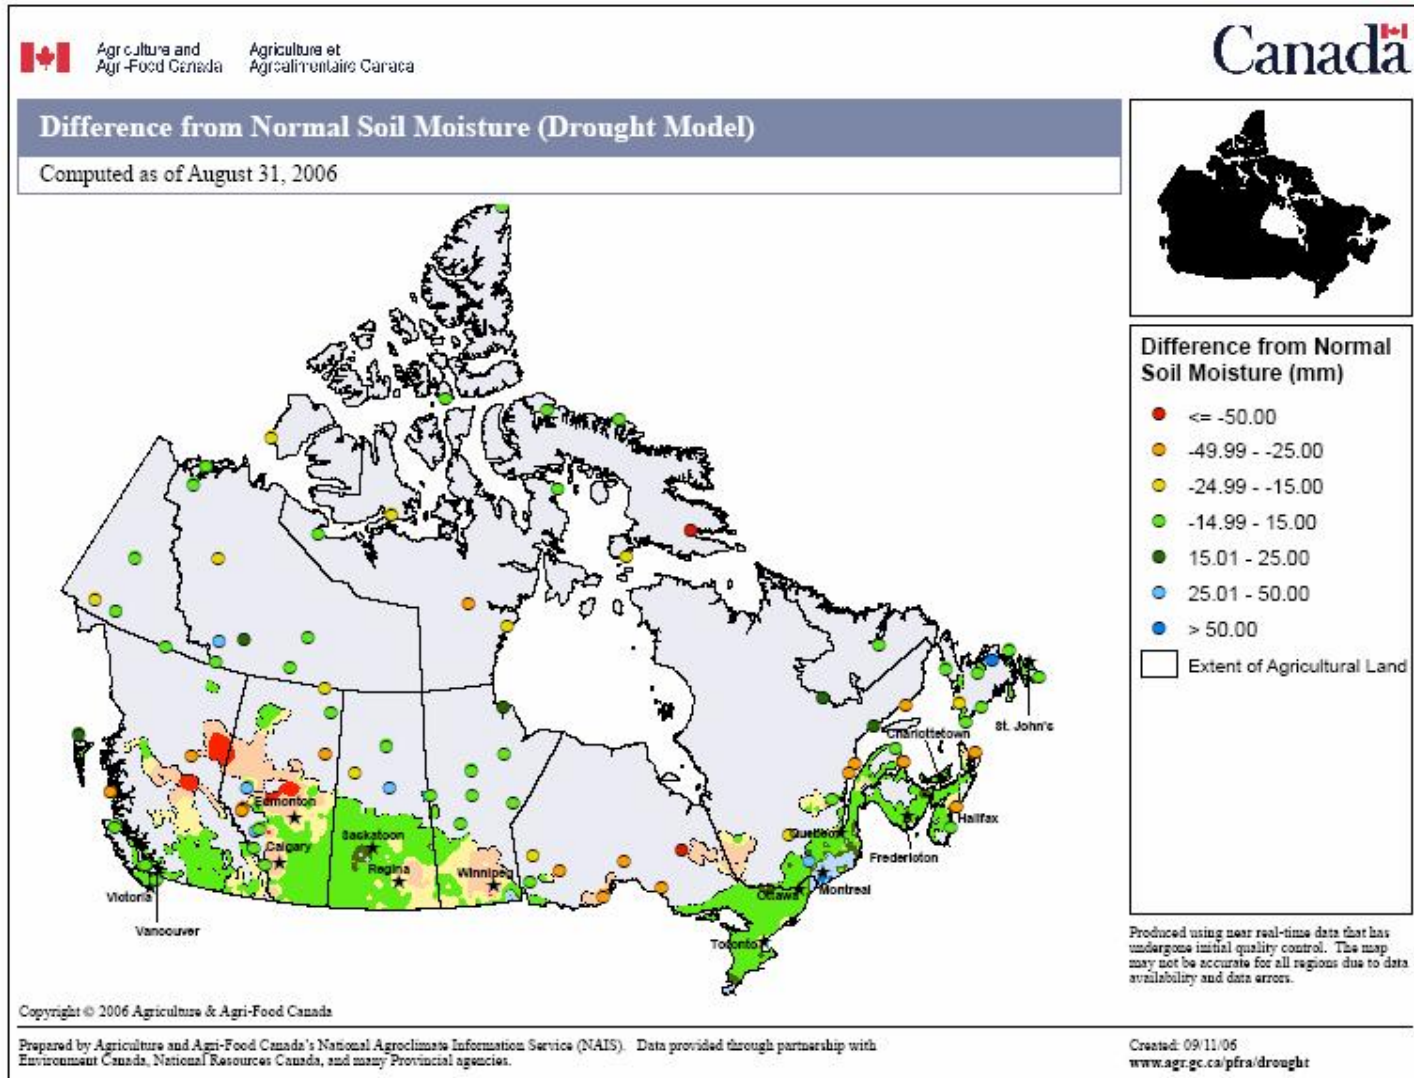 Agriculture and
Agri-Food Canada
Agriculture et
Agroalimentaire Canada
Canada
Difference from Normal Soil Moisture (Drought Model)
Computed as of August 31, 2006
Difference from Normal
Soil Moisture (mm)
<= -50.00
-49.99 - -25.00
-24.99 - -15.00
-14.99 - 15.00
15.01 - 25.00
25.01 - 50.00
> 50.00
Extent of Agricultural Land
St. John's
Charlottetown
Edmonton
Halifax
Saskatoon
Quebec
Calgary
Fredericton
Regina
Winnipeg
Montreal
Ottawa
Victoria
Vancouver
Toronto
Produced using near real-time data that has
undergone initial quality control. The map
may not be accurate for all regions due to data
availability and data errors.
Copyright © 2006 Agriculture & Agri-Food Canada
Prepared by Agriculture and Agri-Food Canada's National Agroclimate Information Service (NAIS). Data provided through partnership with
Environment Canada, National Resources Canada, and many Provincial agencies.
Created: 09/11/06
www.agr.gc.ca/pfra/drought